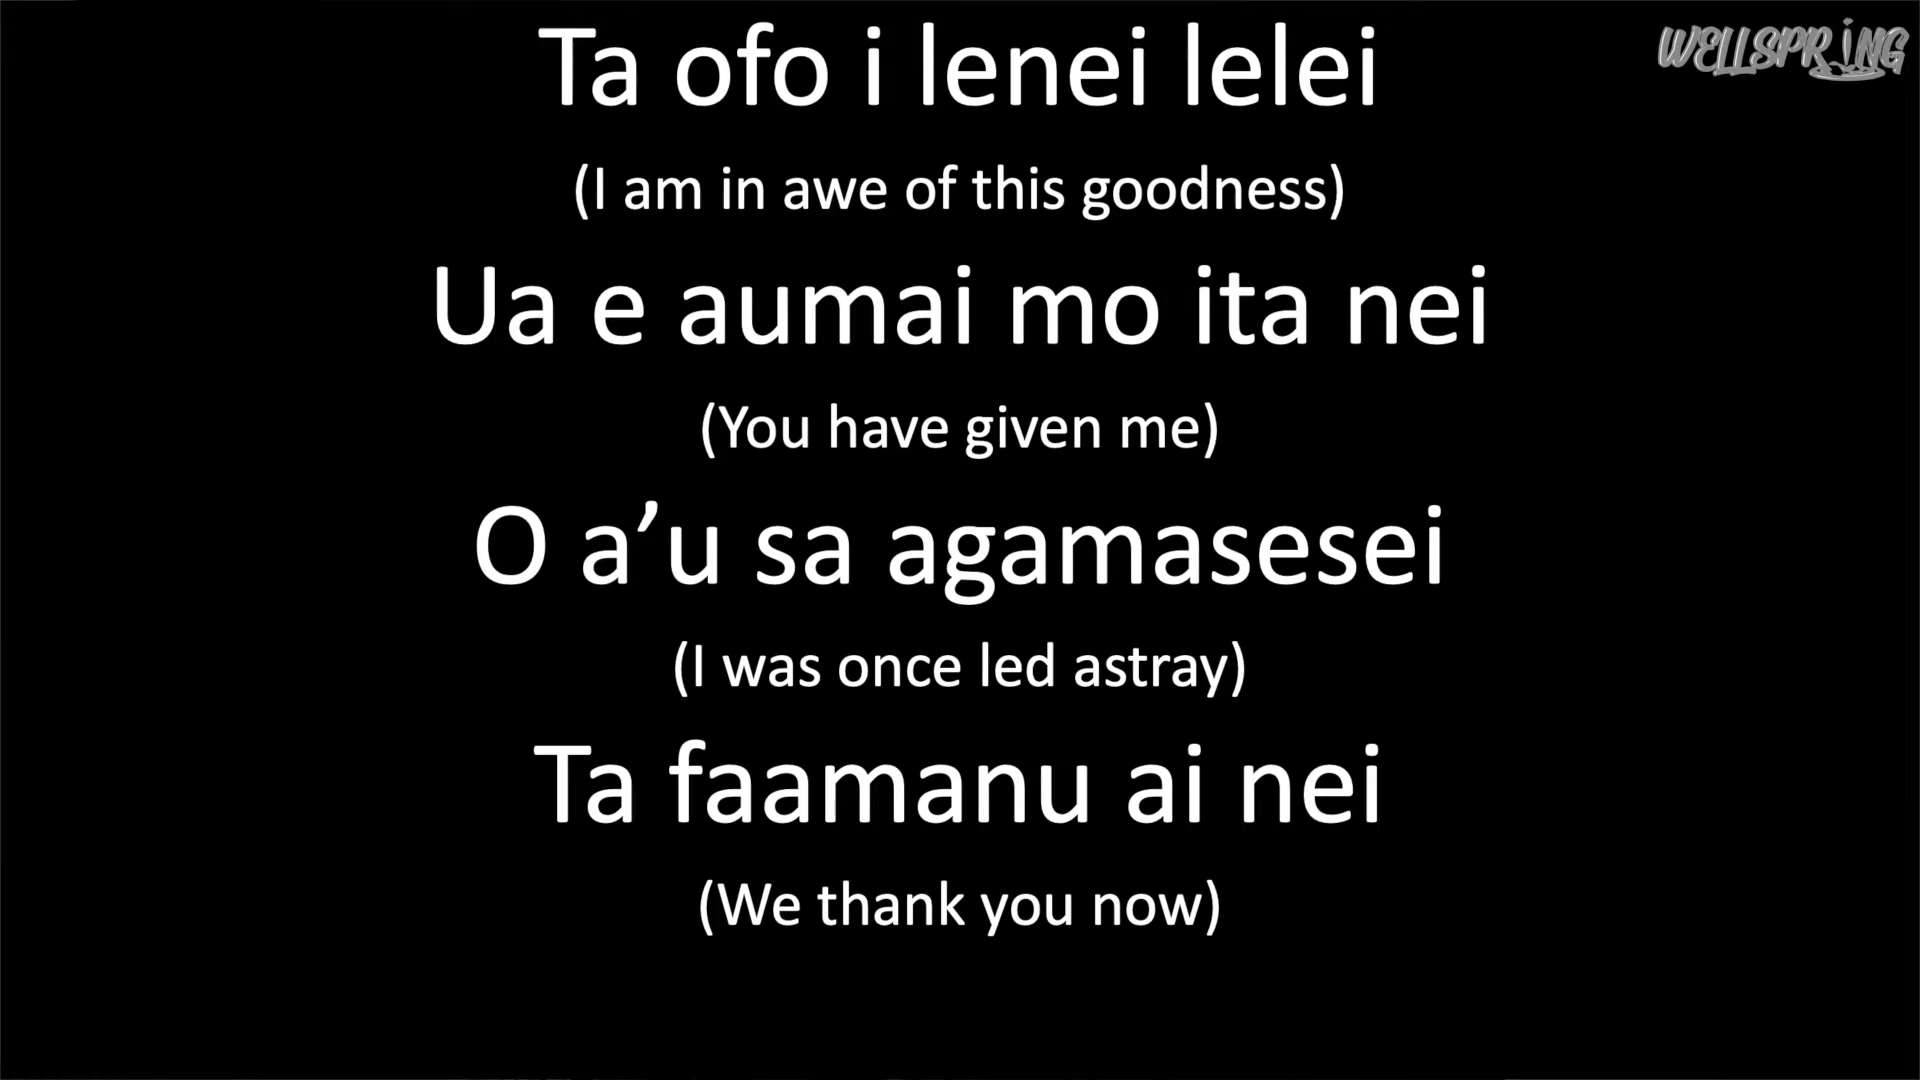 Ta ofo i lenei lelei
(I am in awe of this goodness)
Ua e aumai mo ita nei
(You have given me)
O a’u sa agamasesei
(I was once led astray)
Ta faamanu ai nei
(We thank you now)
WELLSPRING